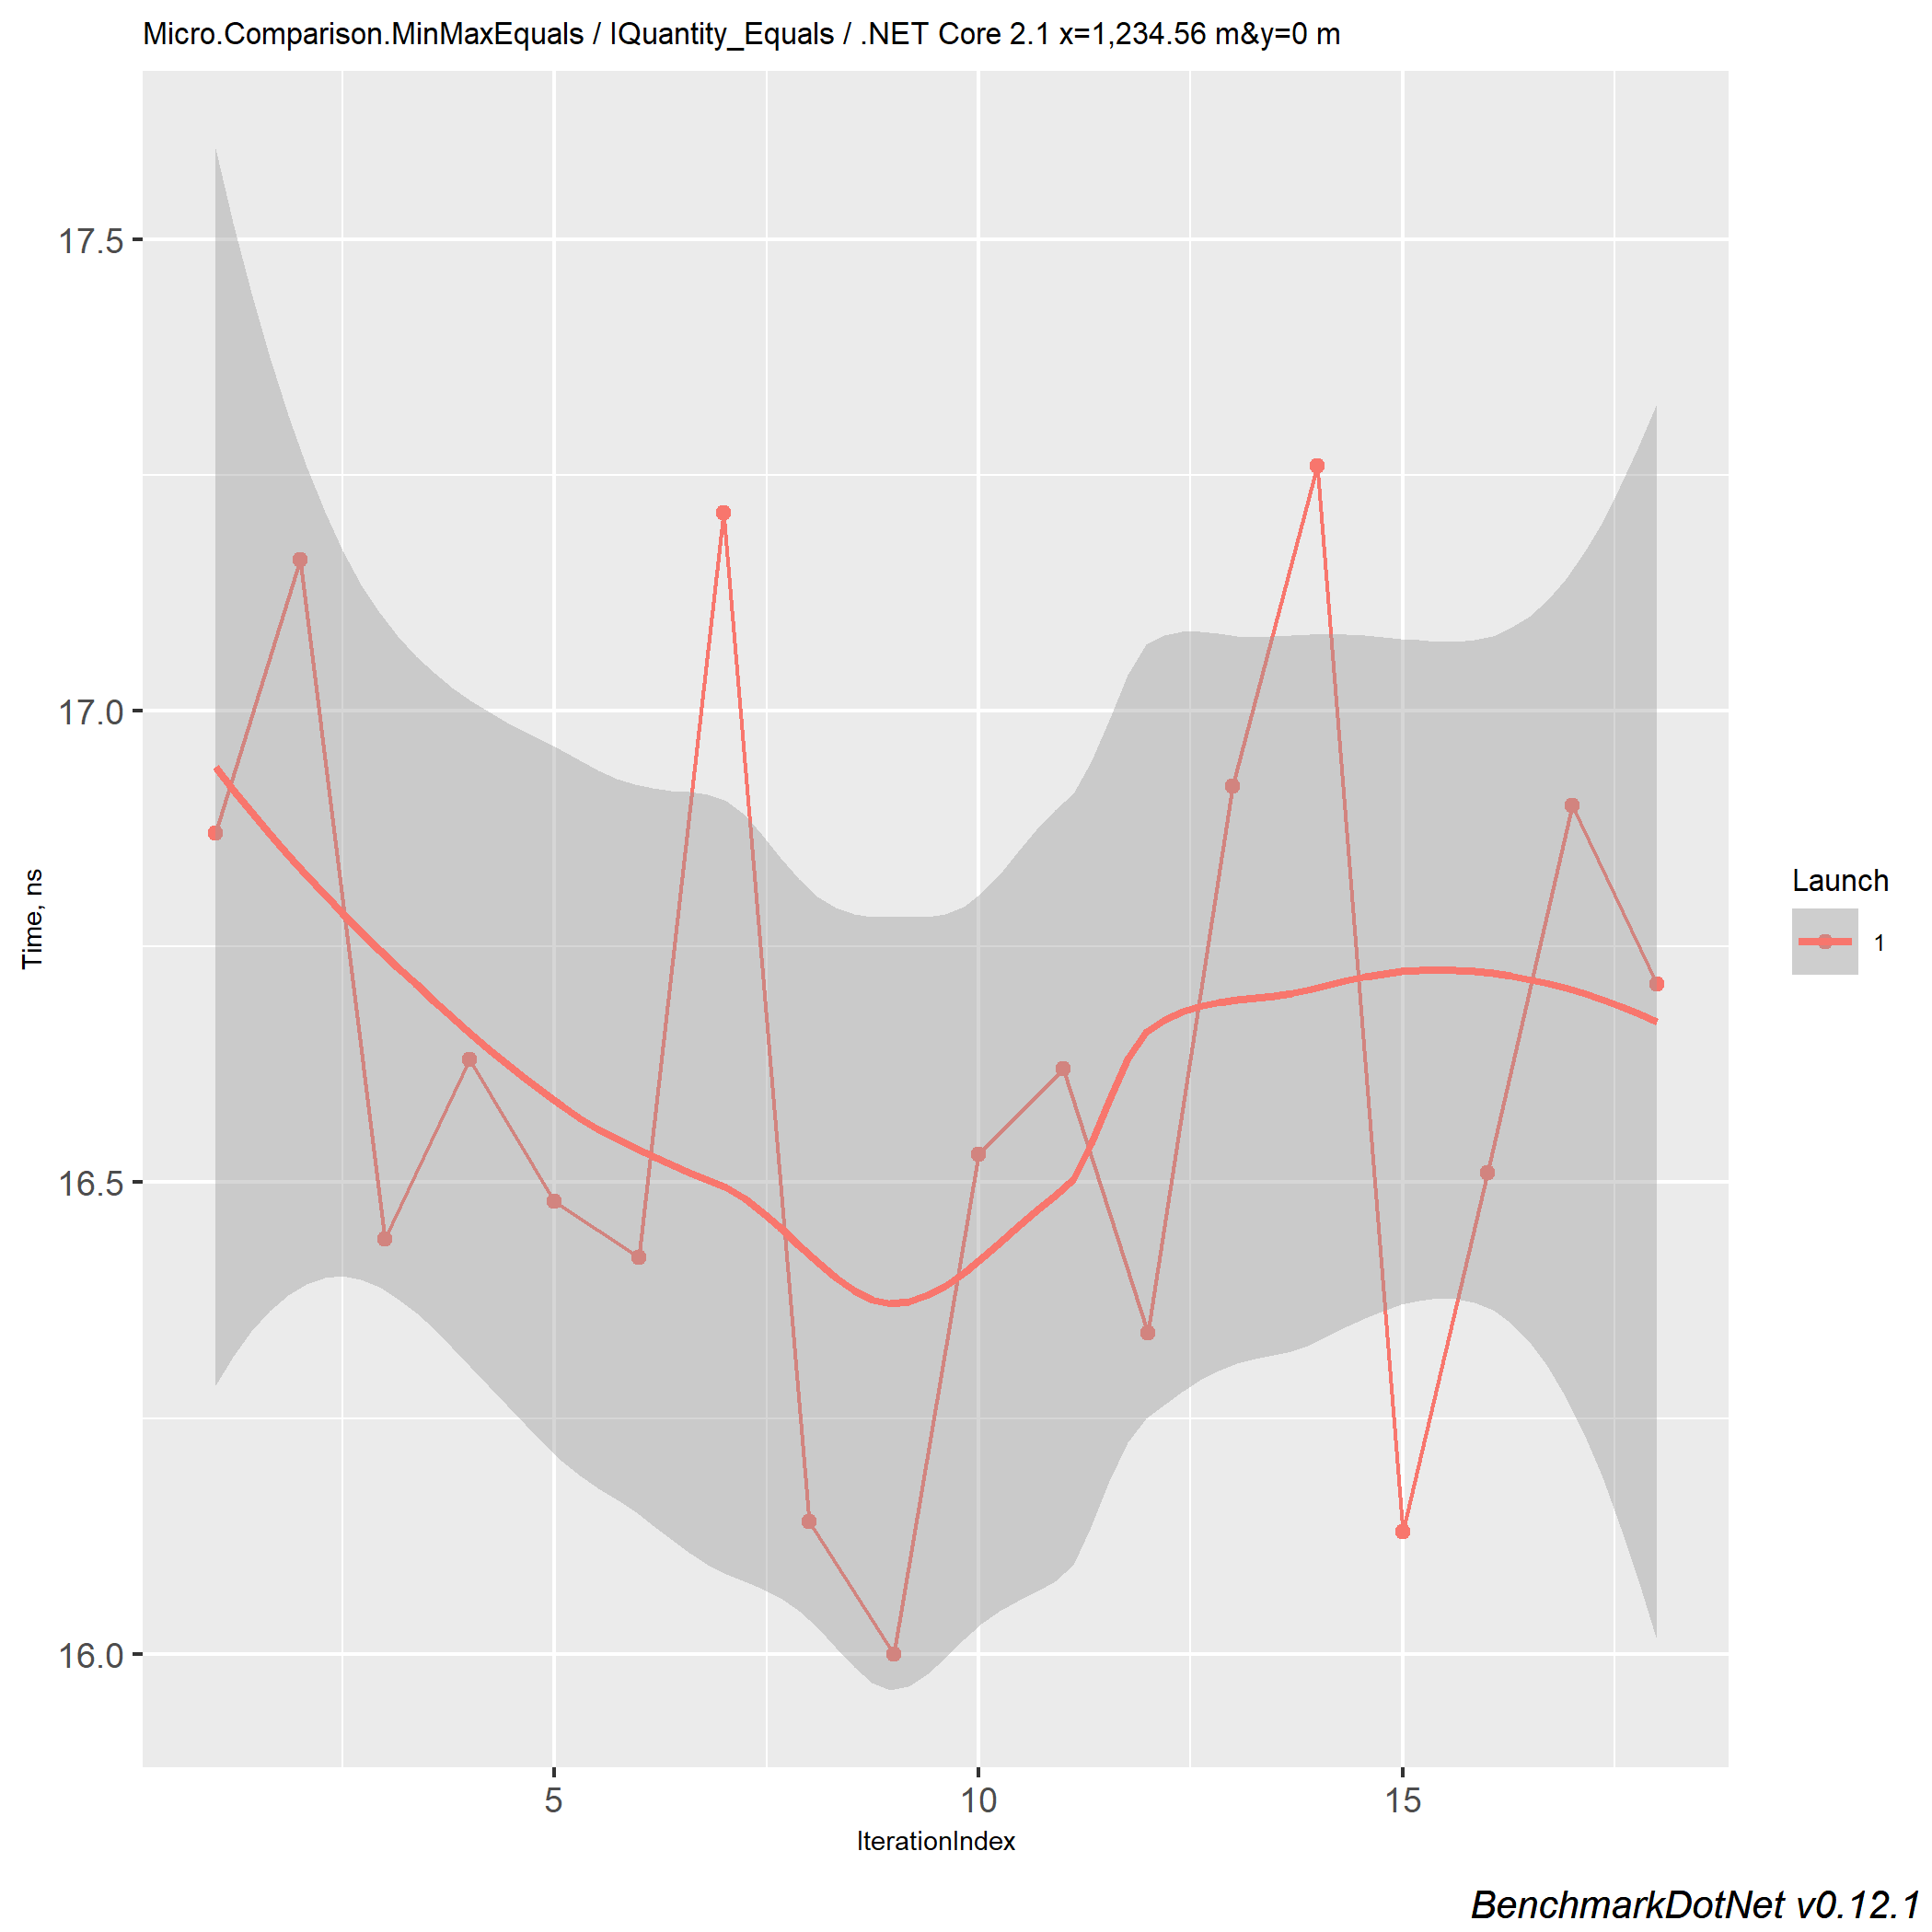 Micro.Comparison.MinMaxEquals / IQuantity_Equals / .NET Core 2.1 x=1,234.56 m&y=0 m
17.5
17.0
16.5
16.0
Time, ns
5 10 15
IterationIndex
Launch
1
BenchmarkDotNet v0.12.1